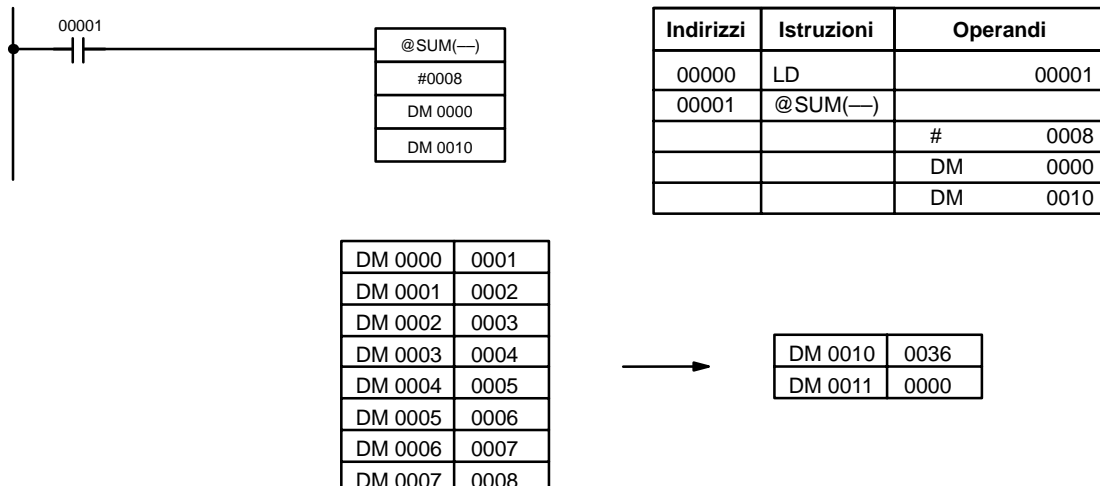 00001
@SUM(––)
#0008
DM 0000
DM 0010
Indirizzi Istruzioni Operandi
00000 LD 00001
00001 @SUM(––)
# 0008
DM 0000
DM 0010
DM 0000 0001
DM 0001 0002
DM 0002 0003
DM 0003 0004
DM 0004 0005
DM 0005 0006
DM 0006 0007
DM 0007 0008
DM 0010 0036
DM 0011 0000